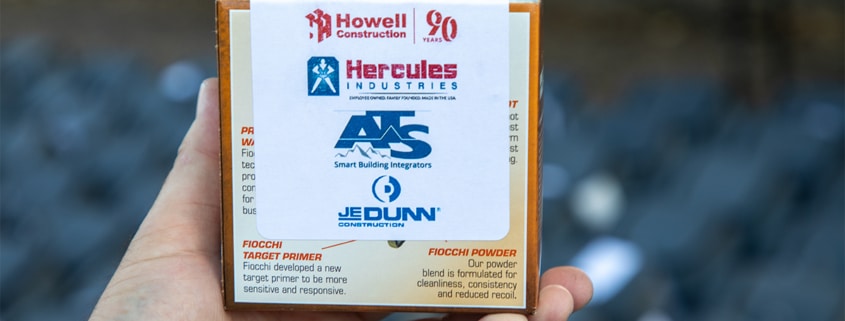 Howell 90
Construction YEARS
Hercules
INDUSTRIES
EMPLOYEE OWNED. FAMILY FOUNDED. MADE IN THE USA.
ATS
Smart Building Integrators
JE DUNN®
CONSTRUCTION
FIOCCHI
TARGET PRIMER
Fiocchi developed a new
target primer to be more
sensitive and responsive.
FIOCCHI POWDER
Our powder
blend is formulated for
cleanliness, consistency
and reduced recoil.